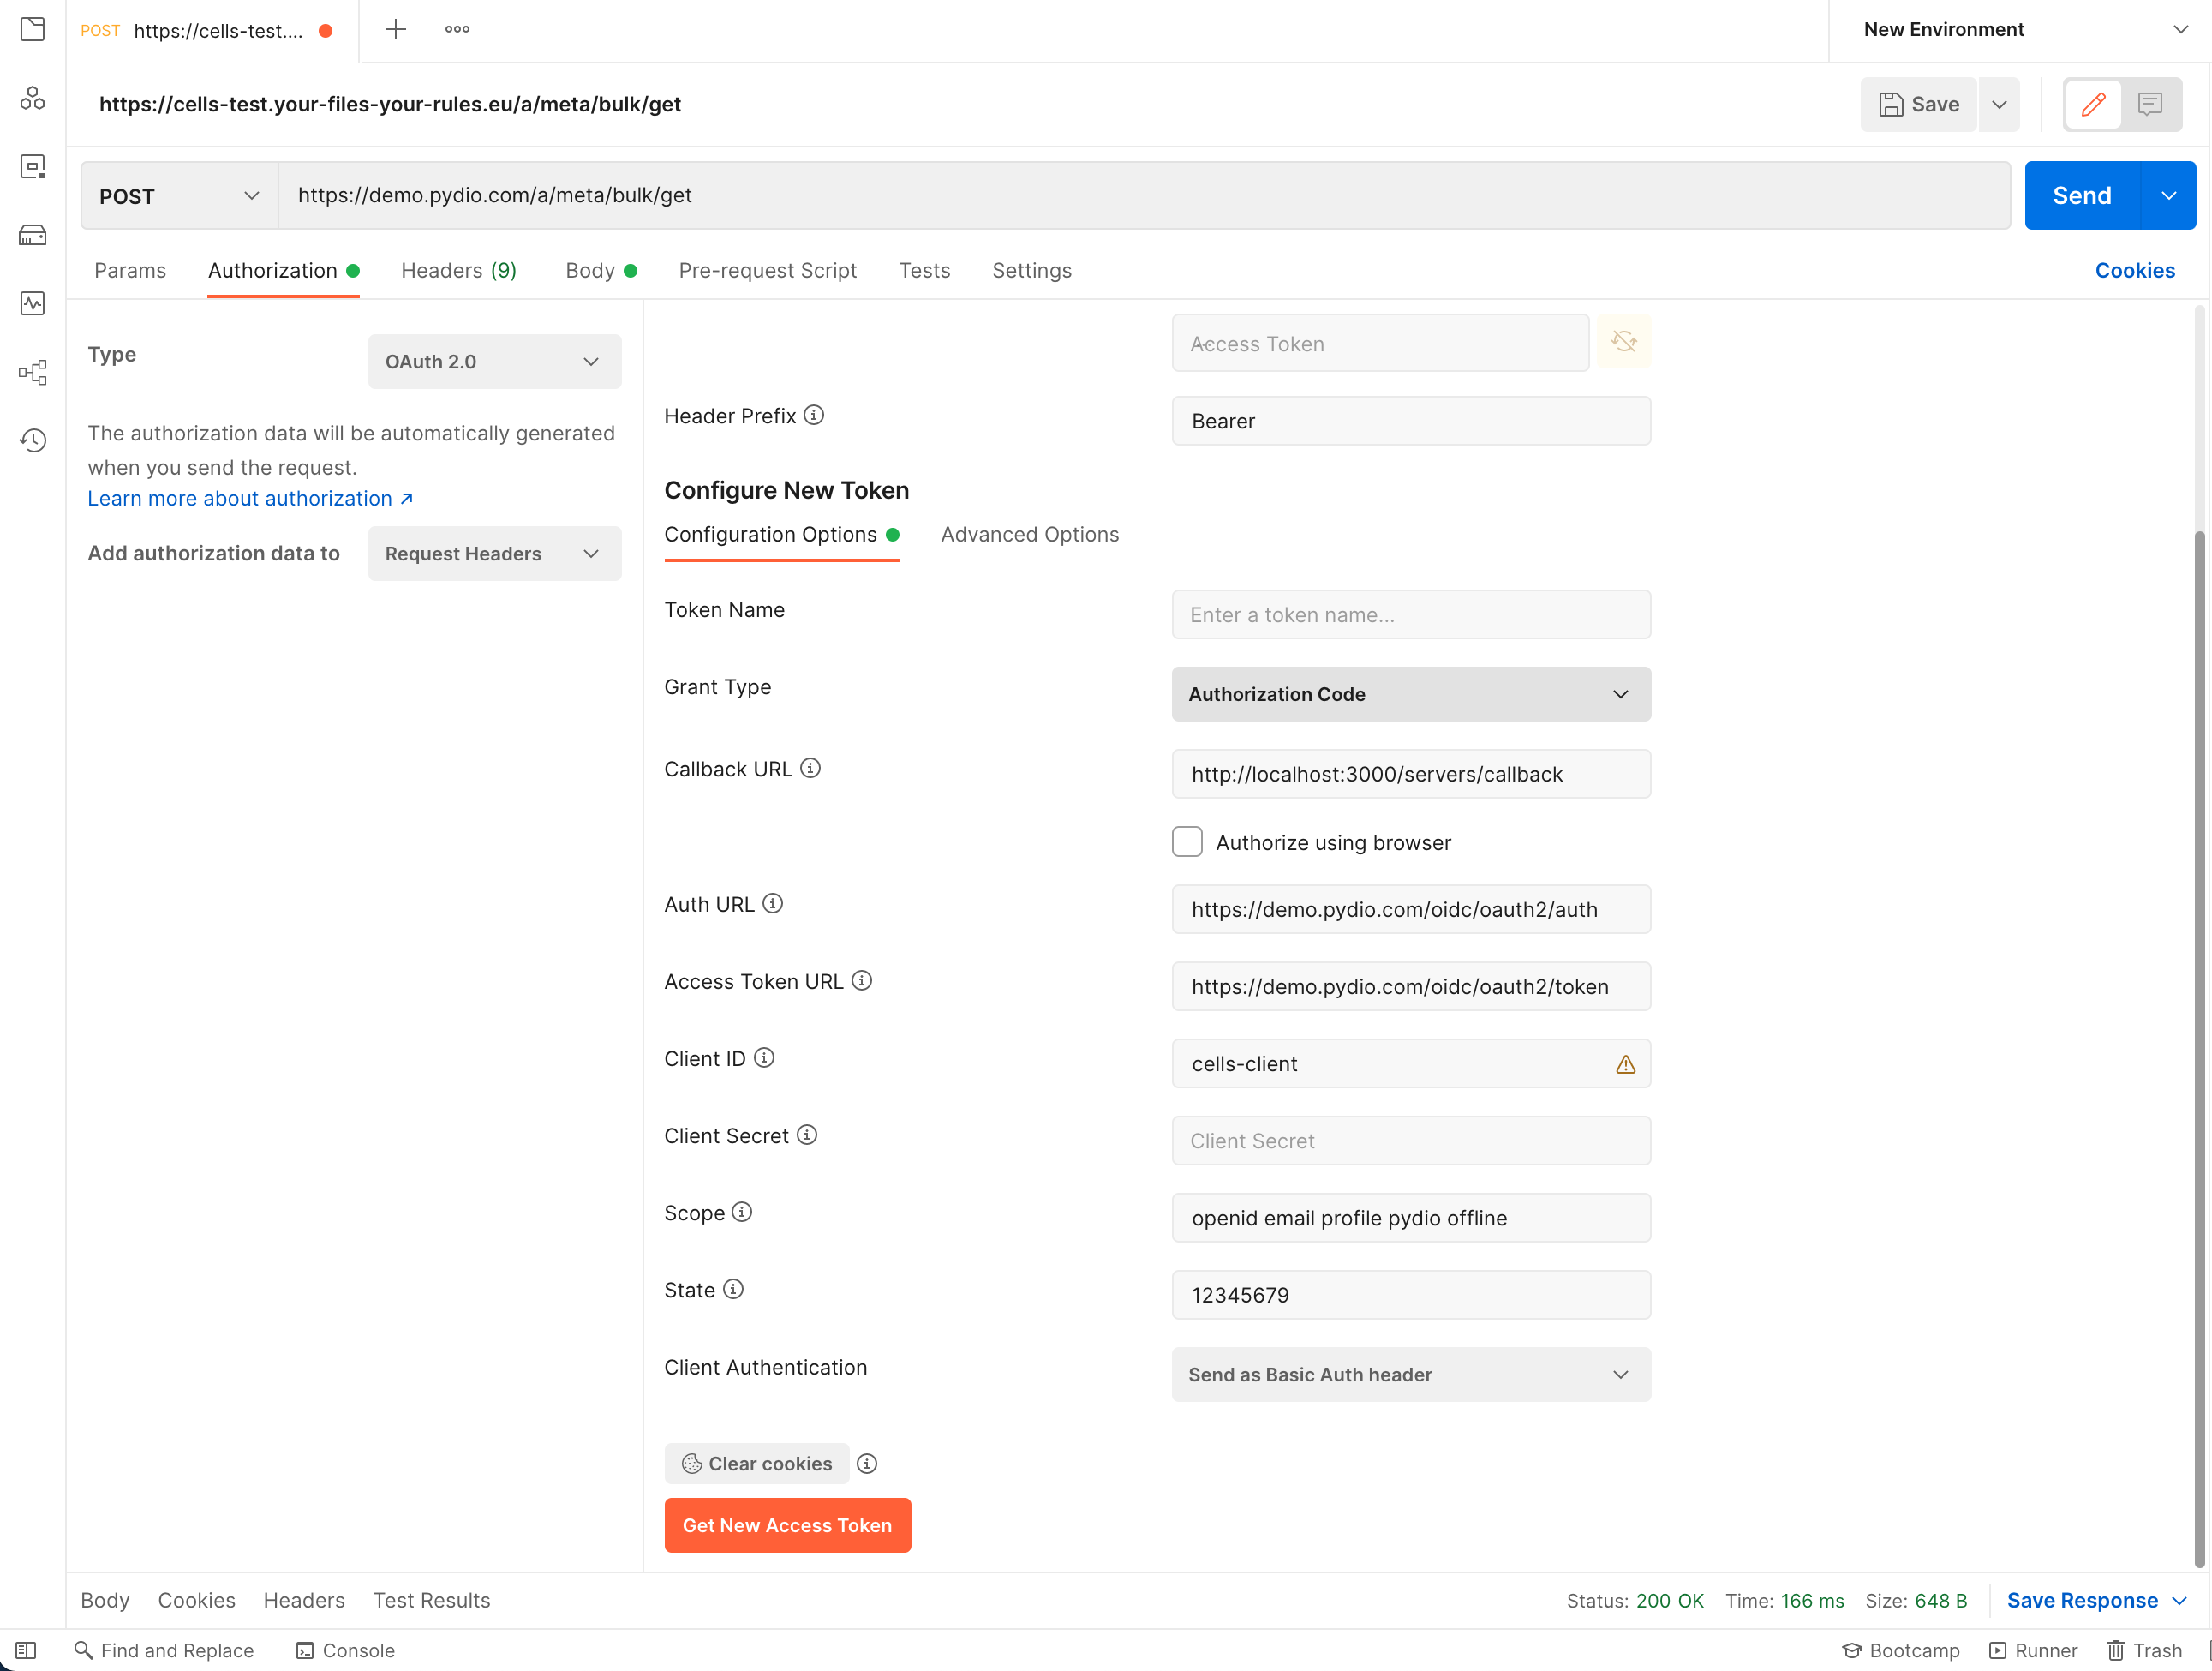 POST https://cells-test....
New Environment
https://cells-test.your-files-your-rules.eu/a/meta/bulk/get
Save
POST
https://demo.pydio.com/a/meta/bulk/get
Send
Params
Authorization
Headers (9)
Body
Pre-request Script
Tests
Settings
Cookies
Type
OAuth 2.0
The authorization data will be automatically generated
when you send the request.
Learn more about authorization ↗
Add authorization data to
Request Headers
Access Token
Header Prefix
Bearer
Configure New Token
Configuration Options
Advanced Options
Token Name
Enter a token name...
Grant Type
Authorization Code
Callback URL
http://localhost:3000/servers/callback
Authorize using browser
Auth URL
https://demo.pydio.com/oidc/oauth2/auth
Access Token URL
https://demo.pydio.com/oidc/oauth2/token
Client ID
cells-client
Client Secret
Client Secret
Scope
openid email profile pydio offline
State
12345679
Client Authentication
Send as Basic Auth header
Clear cookies
Get New Access Token
Body
Cookies
Headers
Test Results
Status: 200 OK
Time: 166 ms
Size: 648 B
Save Response
Find and Replace
Console
Bootcamp
Runner
Trash